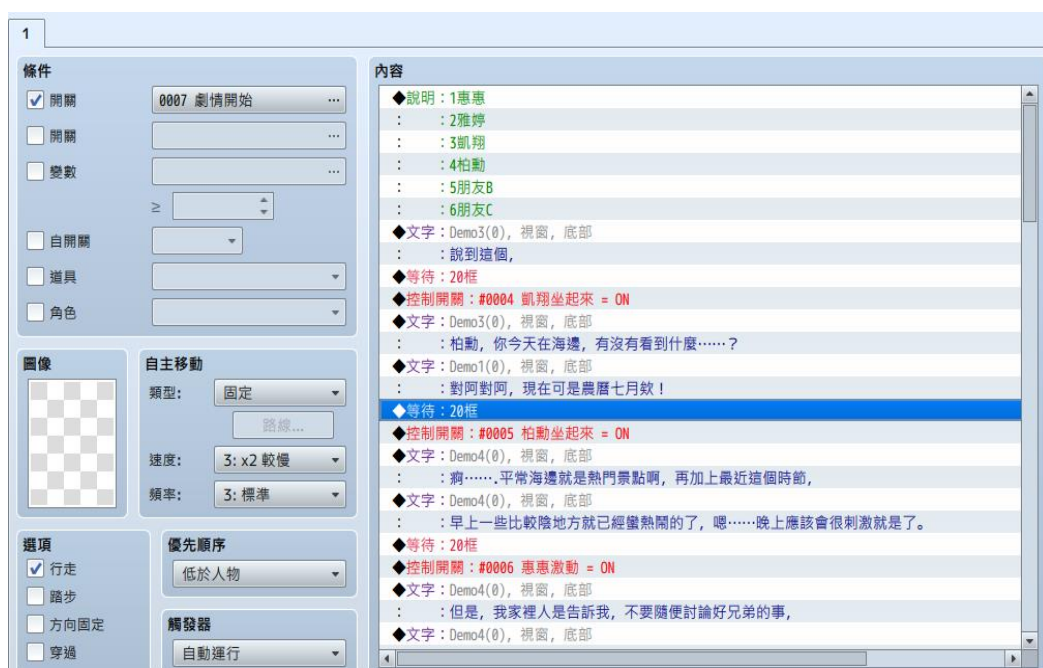 1
條件
開關 0007 劇情開始 ...
開關 ...
變數 ...
≥
自開關
道具
角色
圖像
自主移動
類型: 固定
路線...
速度: 3: x2 較慢
頻率: 3: 標準
選項
行走
踏步
方向固定
穿過
優先順序
低於人物
觸發器
自動運行
內容
◆說明：1惠惠
：　：2雅婷
：　：3凱翔
：　：4柏勳
：　：5朋友B
：　：6朋友C
◆文字：Demo3(0), 視窗, 底部
：　：說到這個，
◆等待：20框
◆控制開關：#0004 凱翔坐起來 = ON
◆文字：Demo3(0), 視窗, 底部
：　：柏勳，你今天在海邊，有沒有看到什麼……？
◆文字：Demo1(0), 視窗, 底部
：　：對阿對阿，現在可是農曆七月欸！
◆等待：20框
◆控制開關：#0005 柏勳坐起來 = ON
◆文字：Demo4(0), 視窗, 底部
：　：痾…….平常海邊就是熱門景點啊，再加上最近這個時節，
◆文字：Demo4(0), 視窗, 底部
：　：早上一些比較陰地方就已經蠻熱鬧的了，嗯……晚上應該會很刺激就是了。
◆等待：20框
◆控制開關：#0006 惠惠激動 = ON
◆文字：Demo4(0), 視窗, 底部
：　：但是，我家裡人是告訴我，不要隨便討論好兄弟的事，
◆文字：Demo4(0), 視窗, 底部